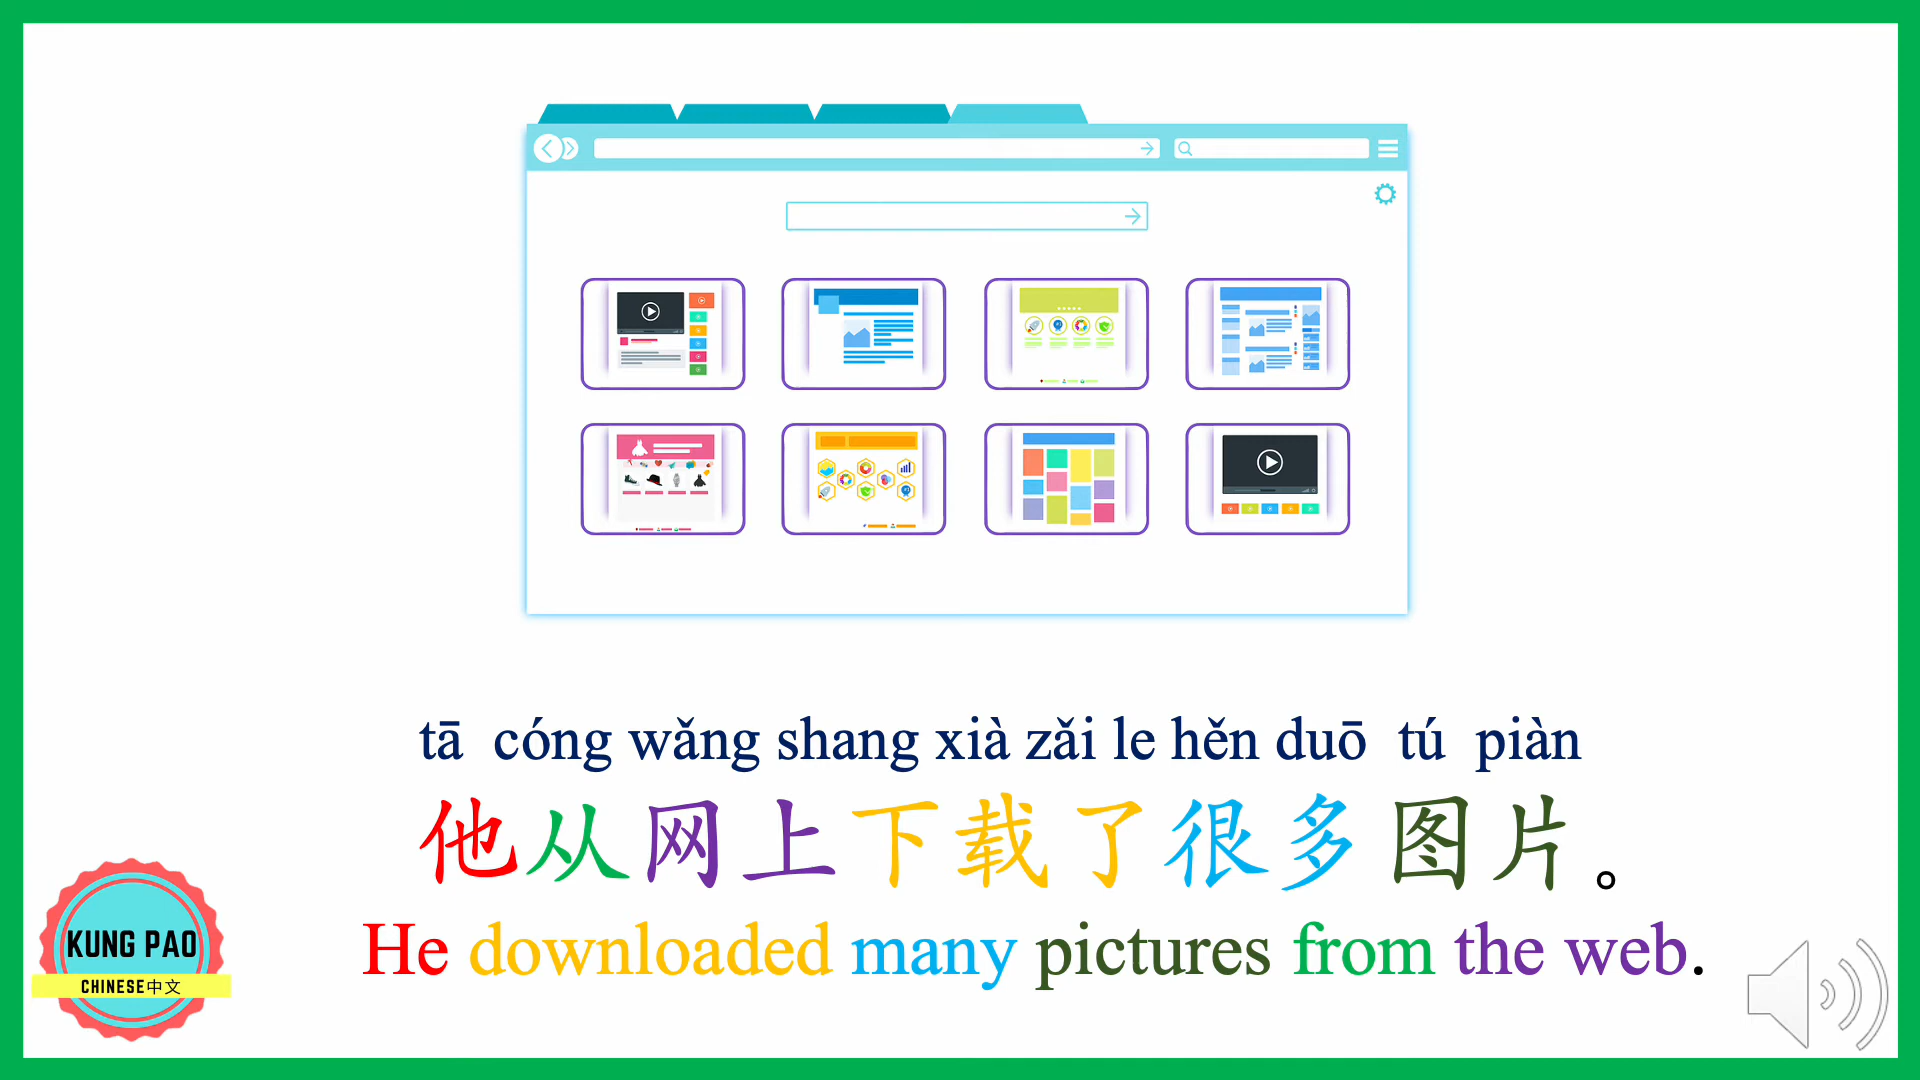 tā cóng wǎng shang xià zǎi le hěn duō tú piàn
他从网上下载了很多图片。
He downloaded many pictures from the web.
KUNG PAO
CHINESE中文